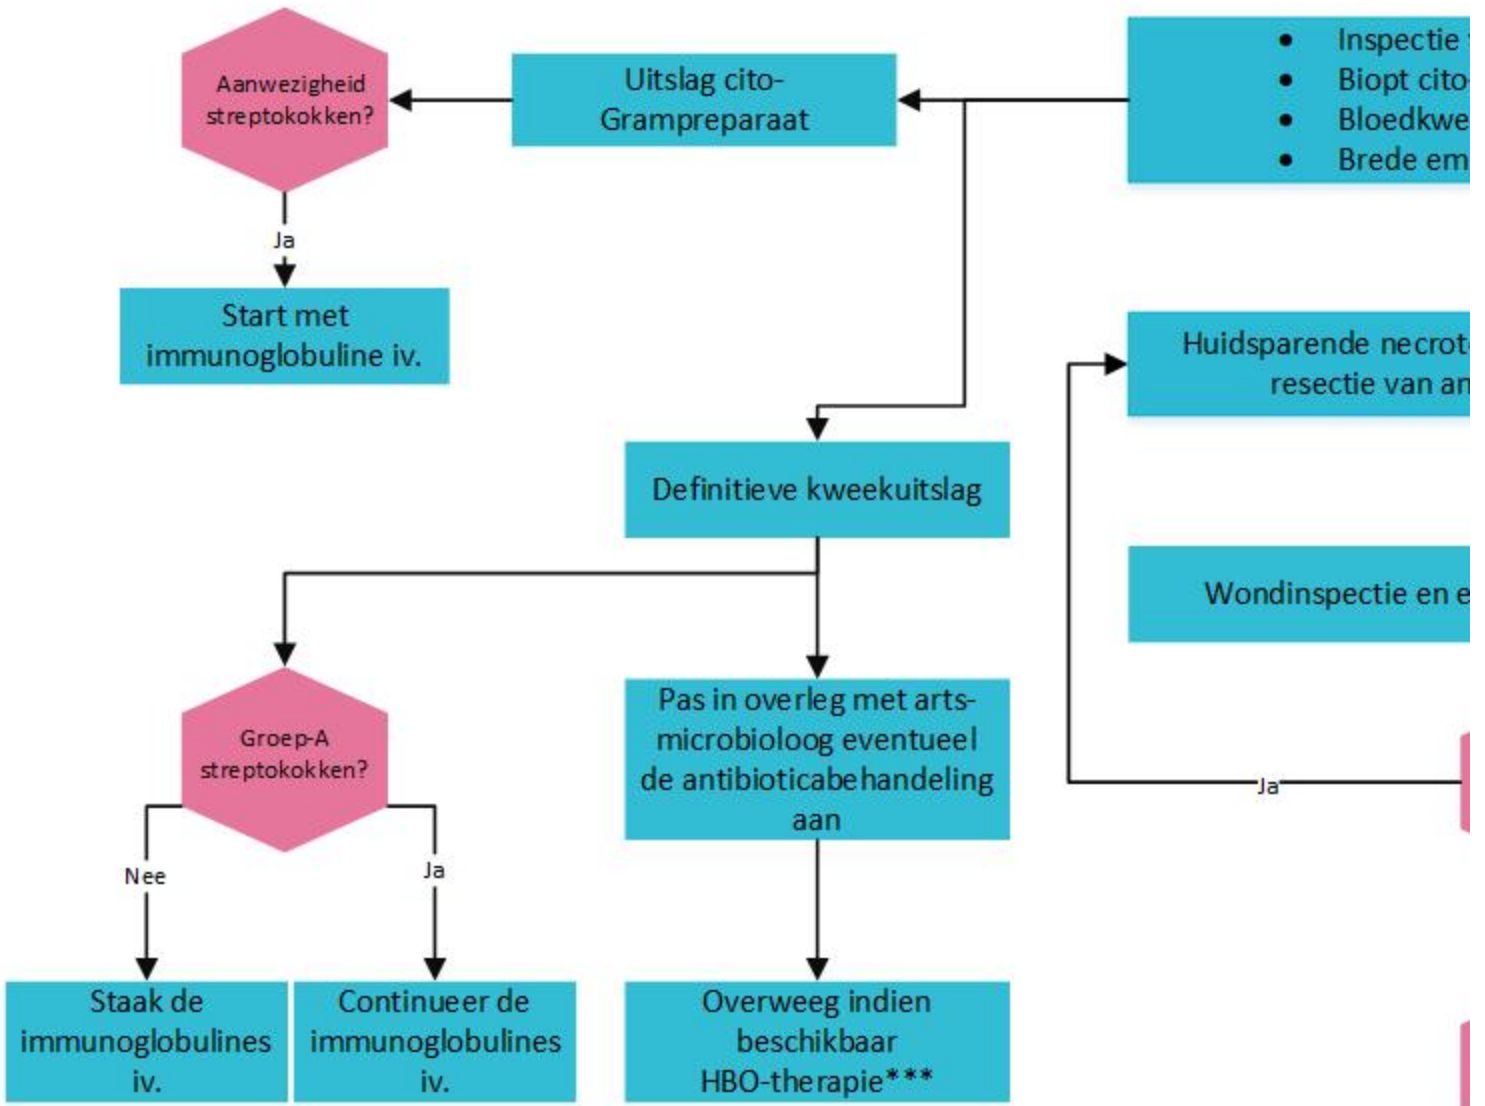 Aanwezigheid
streptokokken?
Uitslag cito-
Grampreparaat
• Inspectie
• Biopt cito-
• Bloedkwe
• Brede em
Ja
Start met
immunoglobuline iv.
Huidsparende necrot
resectie van an
Definitieve kweekuitslag
Wondinspectie en e
Groep-A
streptokokken?
Pas in overleg met arts-
microbioloog eventueel
de antibioticabehandeling
aan
Ja
Nee
Ja
Staak de
immunoglobulines
iv.
Continueer de
immunoglobulines
iv.
Overweeg indien
beschikbaar
HBO-therapie***